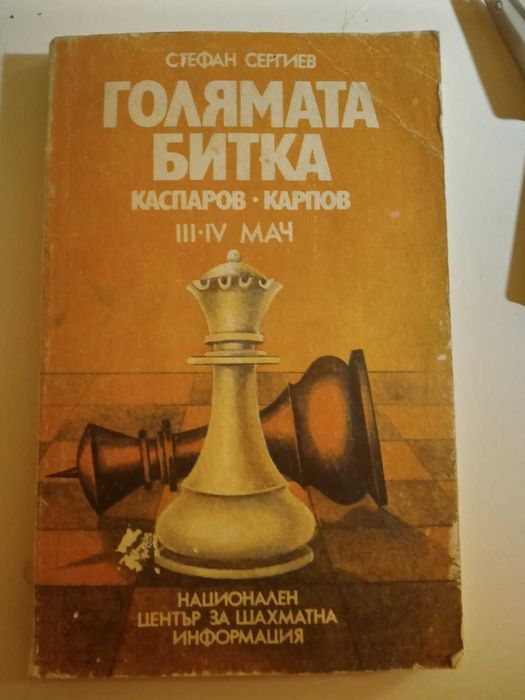 СТЕФАН СЕРГИЕВ
ГОЛЯМАТА
БИТКА
КАСПАРОВ • КАРПОВ
III•IV МАЧ
НАЦИОНАЛЕН
ЦЕНТЪР ЗА ШАХМАТНА
ИНФОРМАЦИЯ